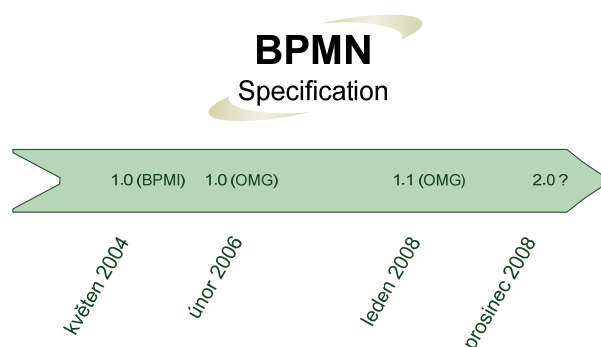 BPMN
Specification
1.0 (BPMI) 1.0 (OMG) 1.1 (OMG) 2.0 ?
květen 2004
únor 2006
leden 2008
prosinec 2008